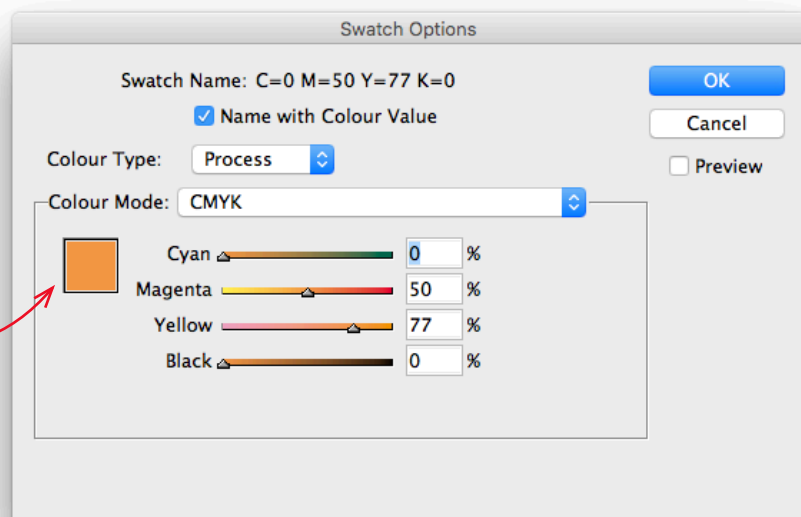 Swatch Options
Swatch Name: C=0 M=50 Y=77 K=0
OK
Name with Colour Value
Cancel
Colour Type: Process
Preview
Colour Mode: CMYK
Cyan 0 %
Magenta 50 %
Yellow 77 %
Black 0 %